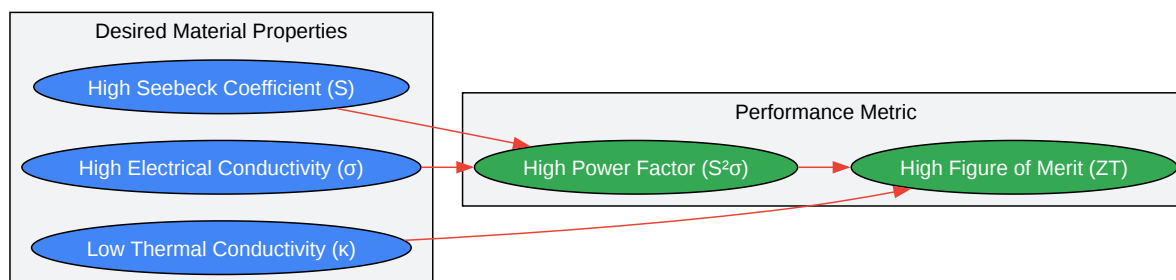 Desired Material Properties
High Seebeck Coefficient (S)
High Electrical Conductivity (σ)
Low Thermal Conductivity (κ)
Performance Metric
High Power Factor (S²σ)
High Figure of Merit (ZT)